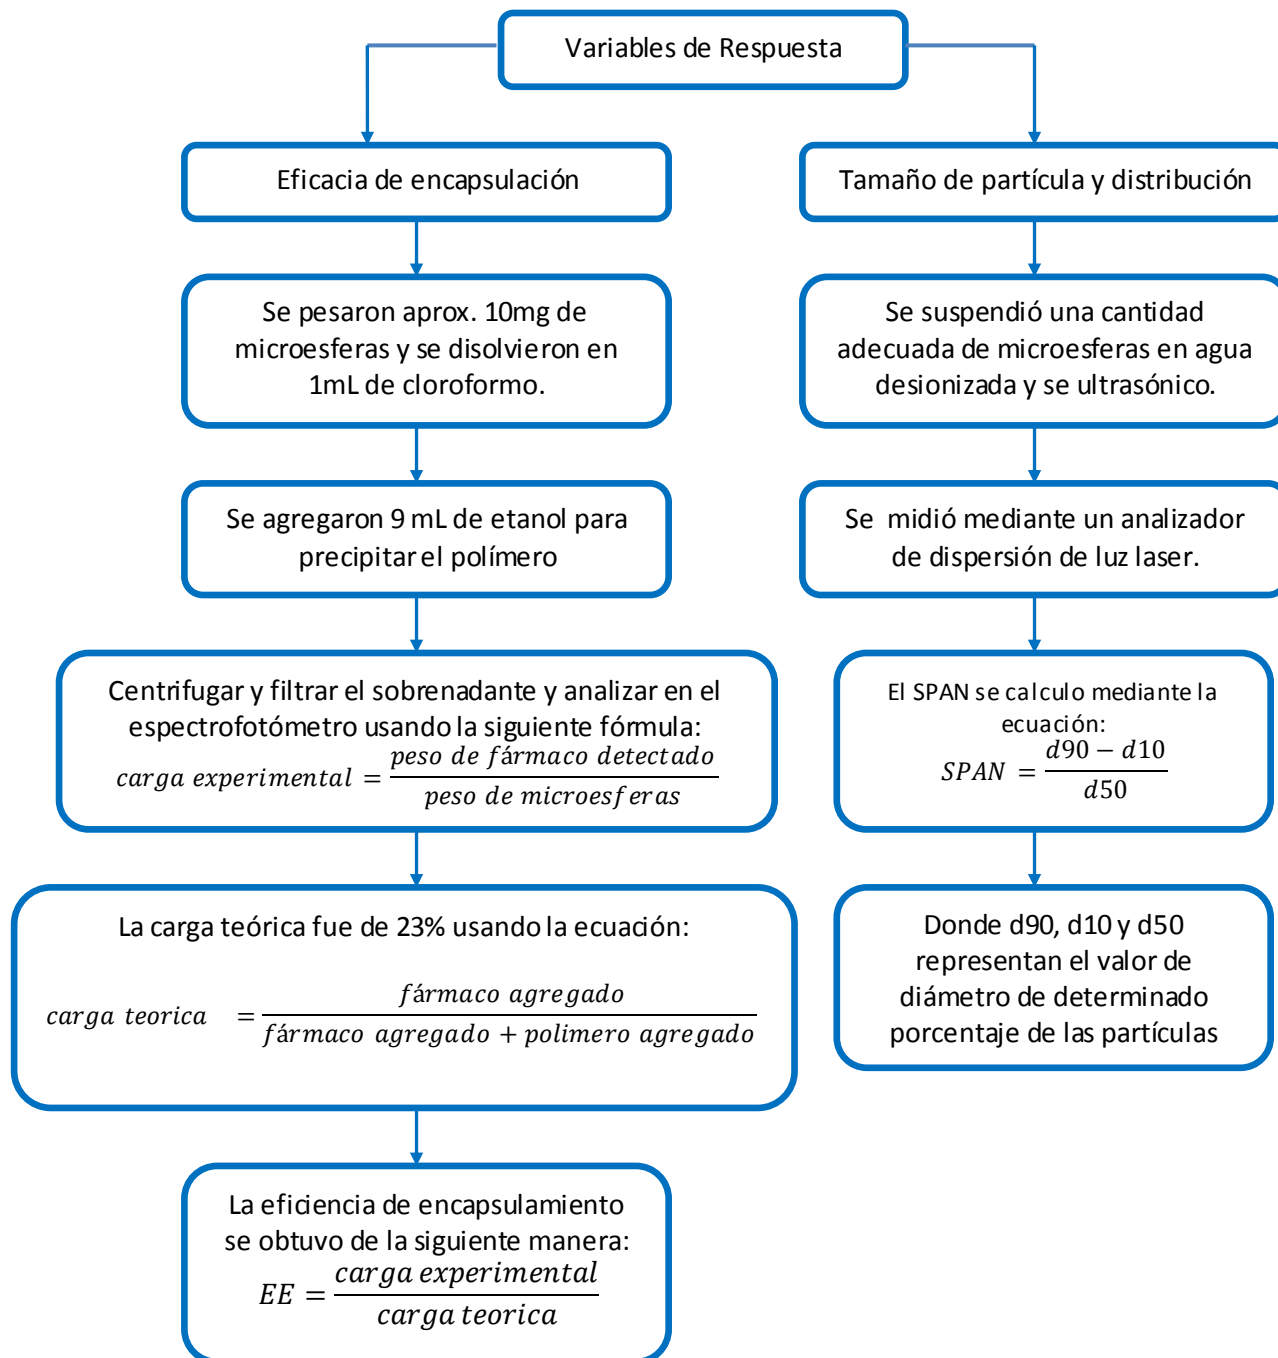 Variables de Respuesta
Eficacia de encapsulación
Se pesaron aprox. 10mg de
microesferas y se disolvieron en
1mL de cloroformo.
Se agregaron 9 mL de etanol para
precipitar el polímero
Centrifugar y filtrar el sobrenadante y analizar en el
espectrofotómetro usando la siguiente fórmula:
carga experimental = peso de fármaco detectado / peso de microesferas
La carga teórica fue de 23% usando la ecuación:
carga teorica = fármaco agregado / fármaco agregado + polimero agregado
La eficiencia de encapsulamiento
se obtuvo de la siguiente manera:
EE = carga experimental / carga teorica
Tamaño de partícula y distribución
Se suspendió una cantidad
adecuada de microesferas en agua
desionizada y se ultrasónico.
Se midió mediante un analizador
de dispersión de luz laser.
El SPAN se calculo mediante la
ecuación:
SPAN = d90 − d10 / d50
Donde d90, d10 y d50
representan el valor de
diámetro de determinado
porcentaje de las partículas